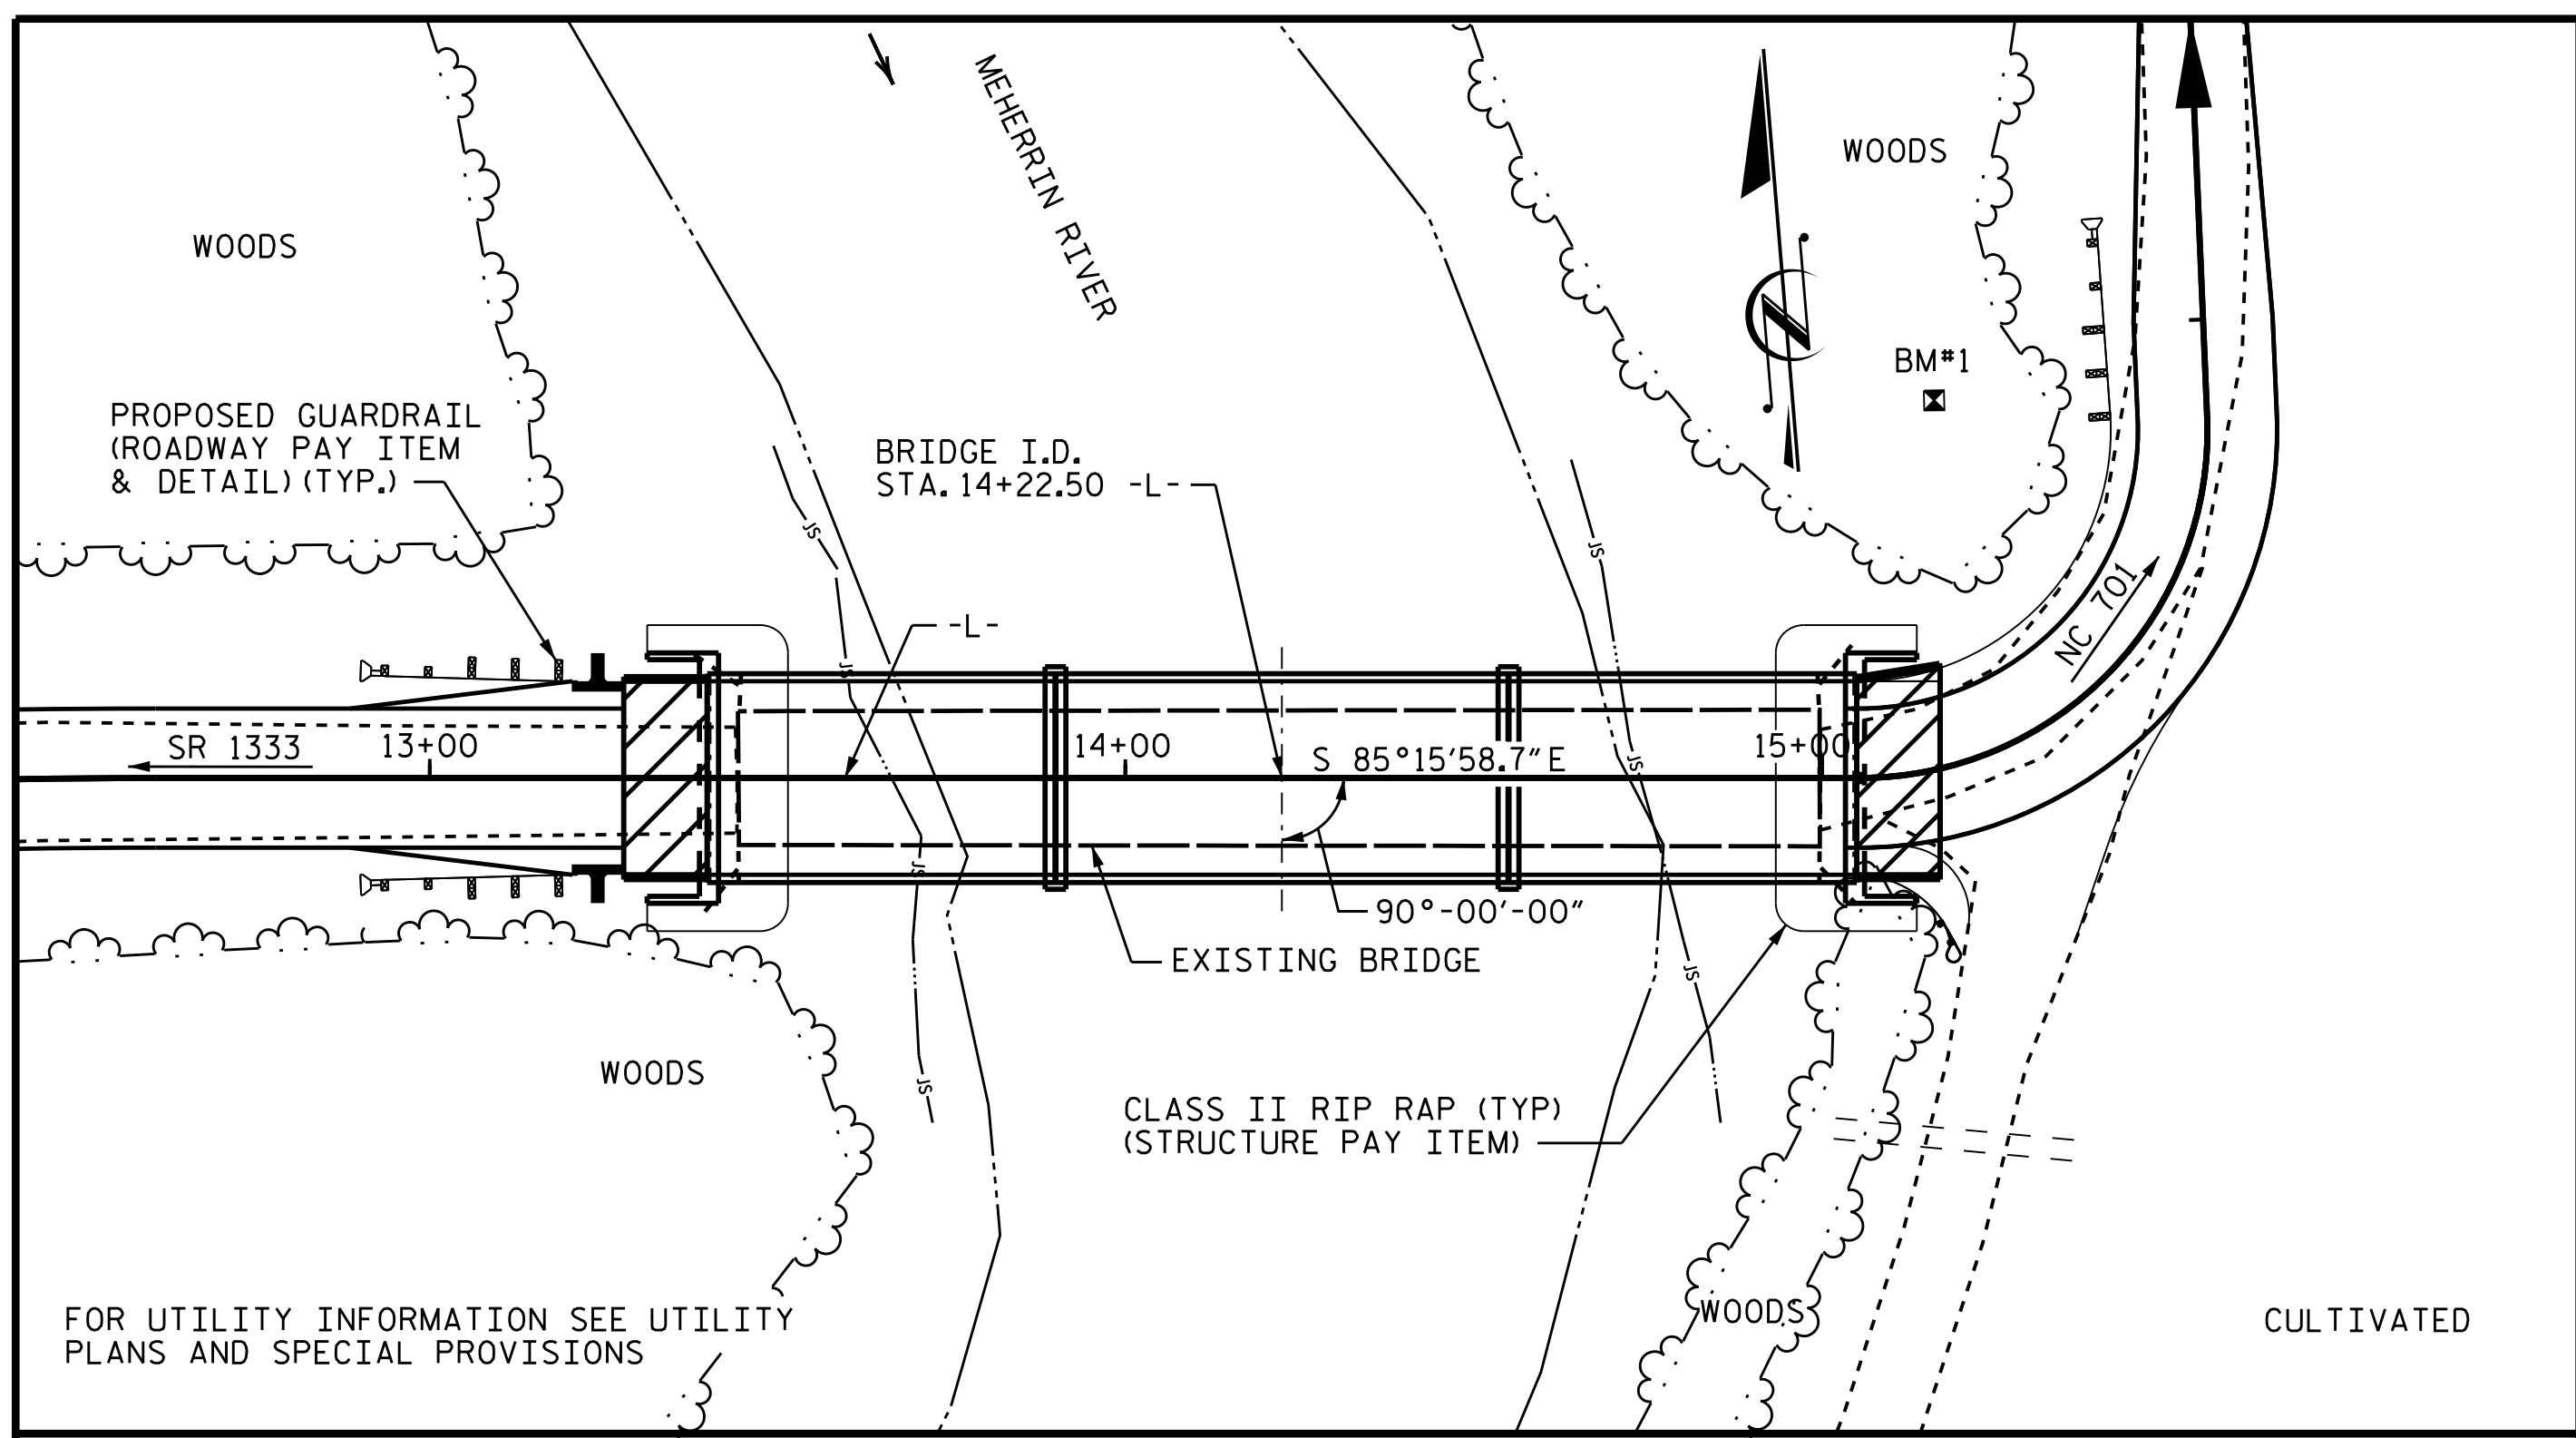 MEHERRIN RIVER
WOODS
WOODS
N
BM#1
PROPOSED GUARDRAIL
(ROADWAY PAY ITEM
& DETAIL)(TYP.)
BRIDGE I.D.
STA. 14+22.50 -L-
JS
JS
NC 701
-L-
JS
SR 1333
13+00
14+00
S 85°15'58.7" E
15+00
JS
JS
90°-00'-00"
EXISTING BRIDGE
JS
WOODS
JS
CLASS II RIP RAP (TYP)
(STRUCTURE PAY ITEM)
WOODS
CULTIVATED
FOR UTILITY INFORMATION SEE UTILITY
PLANS AND SPECIAL PROVISIONS